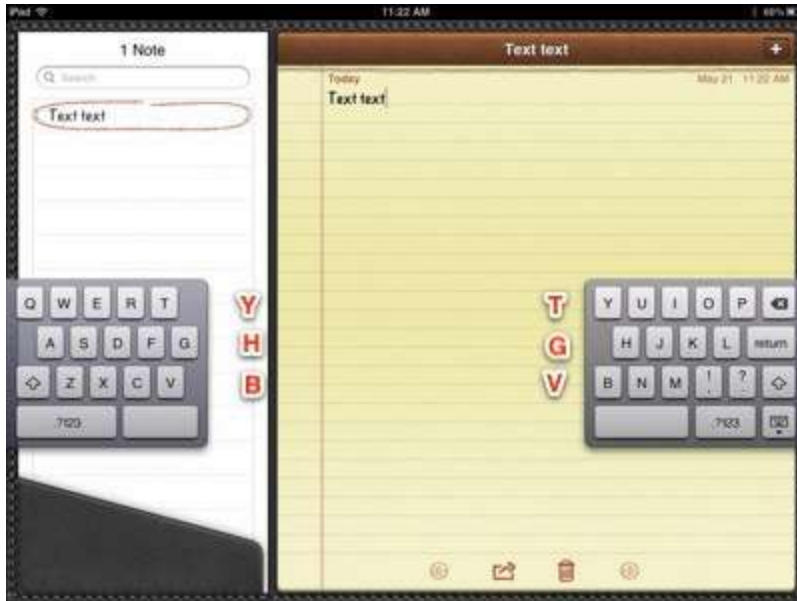 iPad 11:22 AM 60%
1 Note
Search
Text text
Text text
Today May 21 11:22 AM
Text text
Q W E R T
A S D F G
Z X C V
.?123
Y
H
B
T
G
V
Y U I O P
H J K L return
B N M ! , ? .
.?123